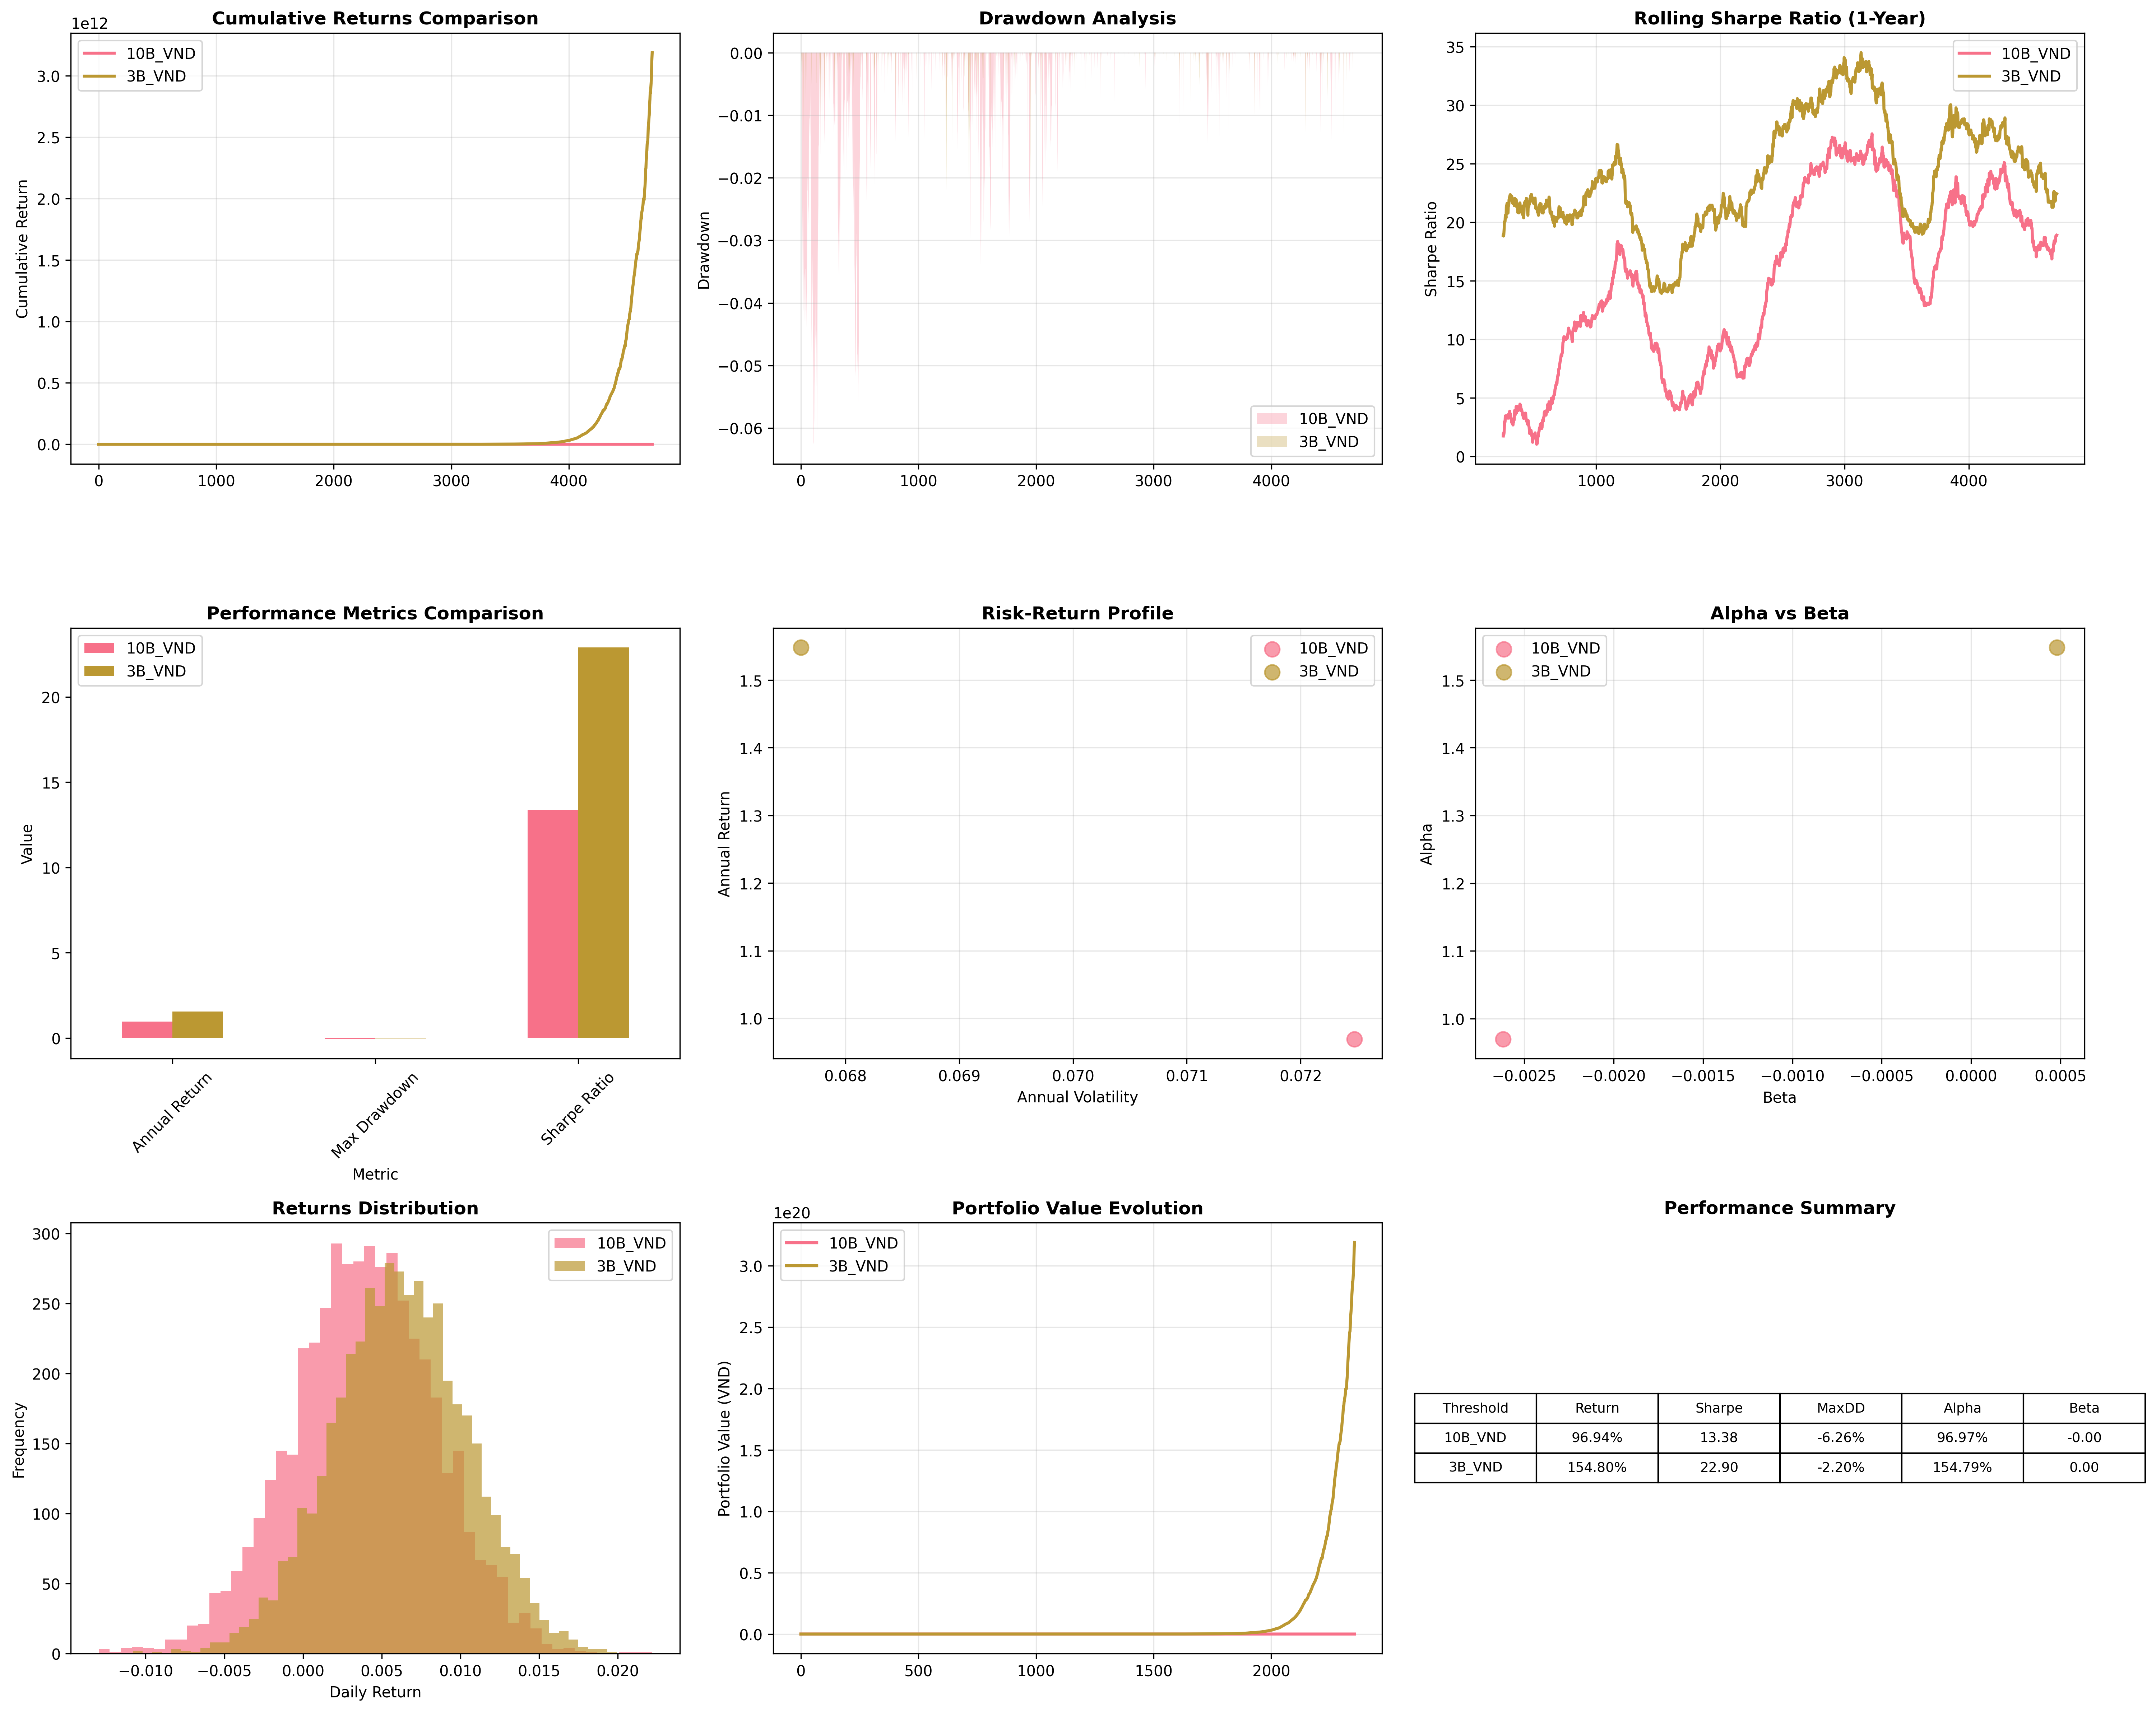 Cumulative Returns Comparison
1e12
10B_VND
3B_VND
Cumulative Return
3.0
2.5
2.0
1.5
1.0
0.5
0.0
0 1000 2000 3000 4000
Drawdown Analysis
Drawdown
0.00
−0.01
−0.02
−0.03
−0.04
−0.05
−0.06
10B_VND
3B_VND
0 1000 2000 3000 4000
Rolling Sharpe Ratio (1-Year)
10B_VND
3B_VND
Sharpe Ratio
35
30
25
20
15
10
5
0
1000 2000 3000 4000
Performance Metrics Comparison
10B_VND
3B_VND
Value
20
15
10
5
0
Annual Return
Max Drawdown
Sharpe Ratio
Metric
Risk-Return Profile
10B_VND
3B_VND
Annual Return
1.5
1.4
1.3
1.2
1.1
1.0
0.068 0.069 0.070 0.071 0.072
Annual Volatility
Alpha vs Beta
10B_VND
3B_VND
Alpha
1.5
1.4
1.3
1.2
1.1
1.0
−0.0025 −0.0020 −0.0015 −0.0010 −0.0005 0.0000 0.0005
Beta
Returns Distribution
10B_VND
3B_VND
Frequency
300
250
200
150
100
50
0
−0.010 −0.005 0.000 0.005 0.010 0.015 0.020
Daily Return
Portfolio Value Evolution
1e20
10B_VND
3B_VND
Portfolio Value (VND)
3.0
2.5
2.0
1.5
1.0
0.5
0.0
0 500 1000 1500 2000
Performance Summary
Threshold Return Sharpe MaxDD Alpha Beta
10B_VND 96.94% 13.38 -6.26% 96.97% -0.00
3B_VND 154.80% 22.90 -2.20% 154.79% 0.00